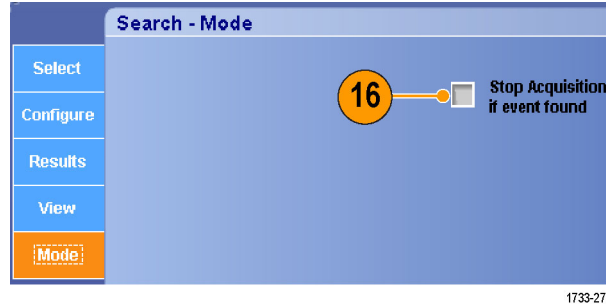 Search - Mode
Select
Configure
Results
View
Mode
16
Stop Acquisition
if event found
1733-27